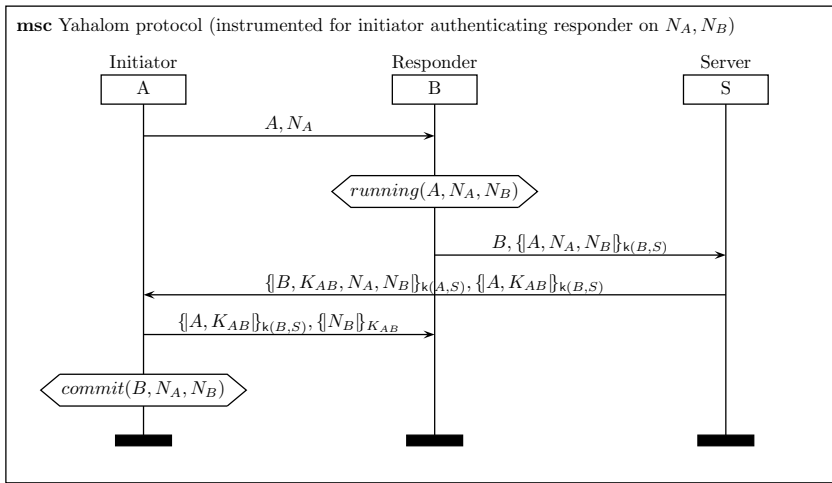 msc Yahalom protocol (instrumented for initiator authenticating responder on N_A, N_B)
Initiator Responder Server
A B S
A, N_A
running(A, N_A, N_B)
B, {|A, N_A, N_B|}_k(B,S)
{|B, K_AB, N_A, N_B|}_k(A,S), {|A, K_AB|}_k(B,S)
{|A, K_AB|}_k(B,S), {|N_B|}_K_AB
commit(B, N_A, N_B)